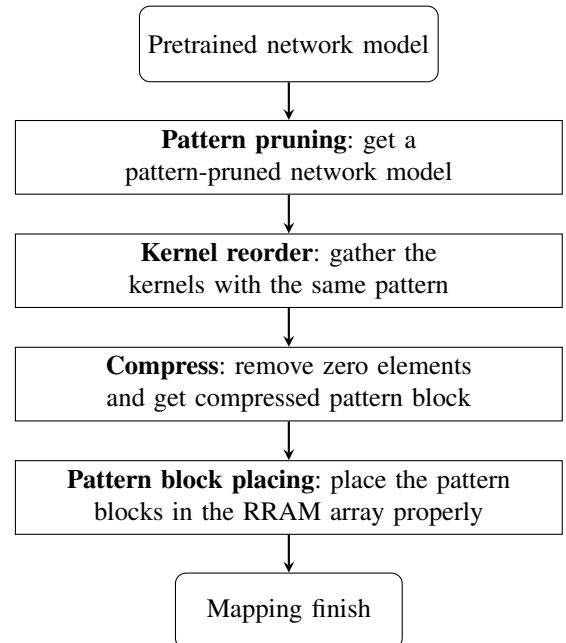 Pretrained network model
Pattern pruning: get a
pattern-pruned network model
Kernel reorder: gather the
kernels with the same pattern
Compress: remove zero elements
and get compressed pattern block
Pattern block placing: place the pattern
blocks in the RRAM array properly
Mapping finish